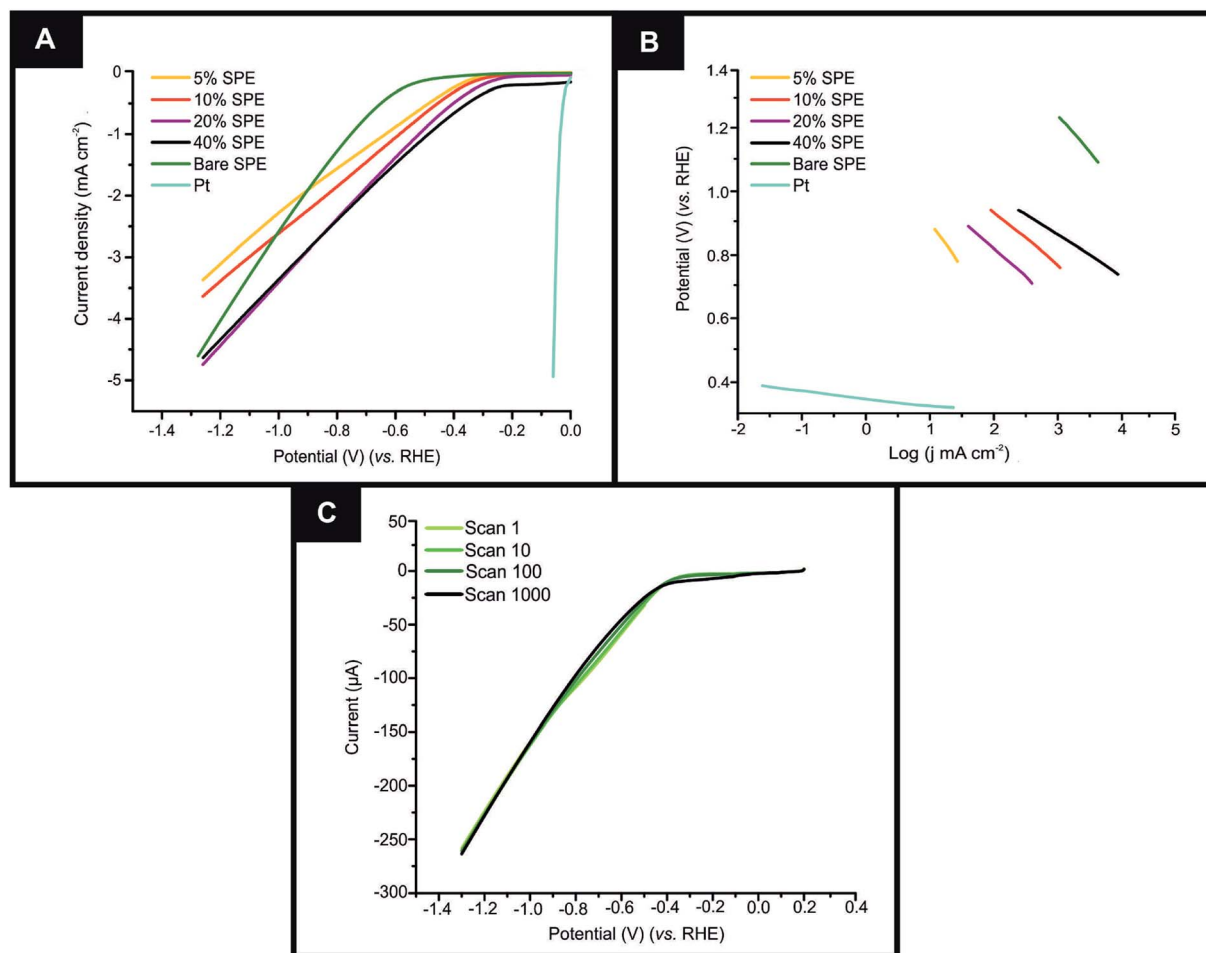 A
5% SPE
10% SPE
20% SPE
40% SPE
Bare SPE
Pt
0
-1
-2
-3
-4
-5
Current density (mA cm⁻²)
-1.4
-1.2
-1.0
-0.8
-0.6
-0.4
-0.2
0.0
Potential (V) (vs. RHE)
B
5% SPE
10% SPE
20% SPE
40% SPE
Bare SPE
Pt
1.4
1.2
1.0
0.8
0.6
0.4
Potential (V) (vs. RHE)
-2
-1
0
1
2
3
4
5
Log (j mA cm⁻²)
C
Scan 1
Scan 10
Scan 100
Scan 1000
50
0
-50
-100
-150
-200
-250
-300
Current (µA)
-1.4
-1.2
-1.0
-0.8
-0.6
-0.4
-0.2
0.0
0.2
0.4
Potential (V) (vs. RHE)